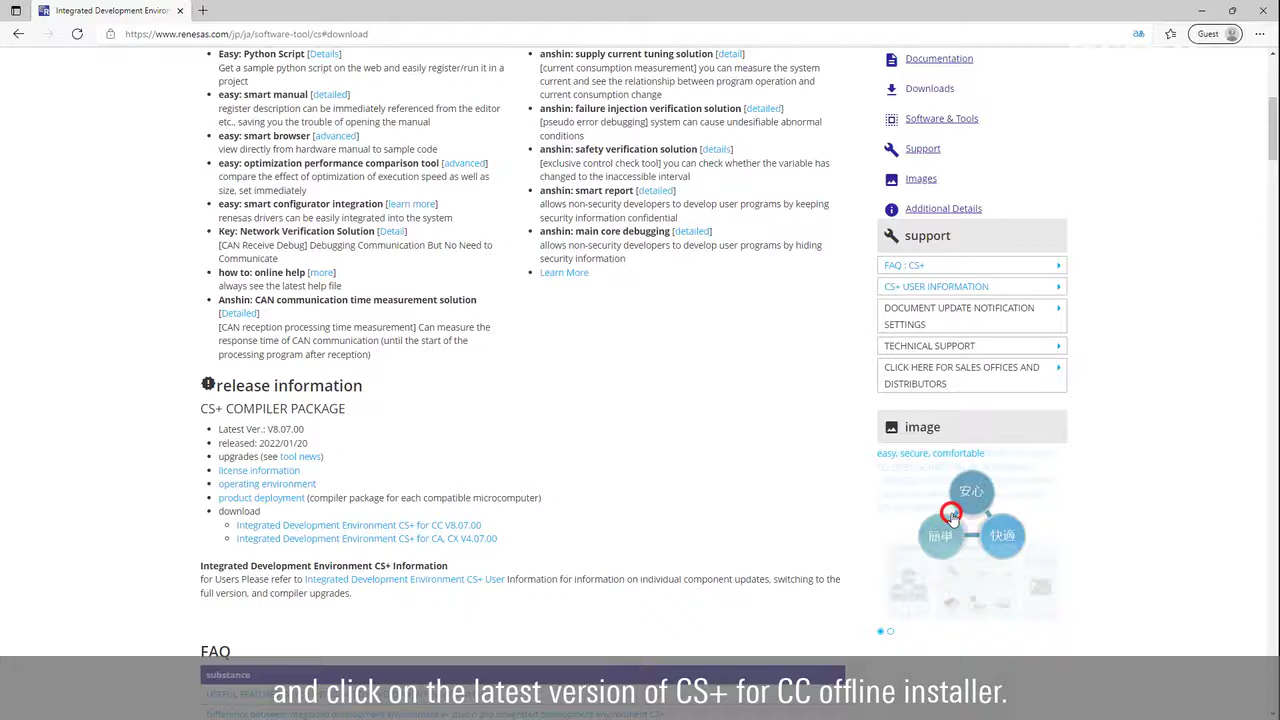 Integrated Development Environ
https://www.renesas.com/jp/ja/software-tool/cs#download
Guest
Easy: Python Script [Details]
Get a sample python script on the web and easily register/run it in a
project
easy: smart manual [detailed]
register description can be immediately referenced from the editor
etc., saving you the trouble of opening the manual
easy: smart browser [advanced]
view directly from hardware manual to sample code
easy: optimization performance comparison tool [advanced]
compare the effect of optimization of execution speed as well as
size, set immediately
easy: smart configurator integration [learn more]
renesas drivers can be easily integrated into the system
Key: Network Verification Solution [Detail]
[CAN Receive Debug] Debugging Communication But No Need to
Communicate
how to: online help [more]
always see the latest help file
Anshin: CAN communication time measurement solution
[Detailed]
[CAN reception processing time measurement] Can measure the
response time of CAN communication (until the start of the
processing program after reception)
anshin: supply current tuning solution [detail]
[current consumption measurement] you can measure the system
current and see the relationship between program operation and
current consumption change
anshin: failure injection verification solution [detailed]
[pseudo error debugging] system can cause undesifiable abnormal
conditions
anshin: safety verification solution [details]
[exclusive control check tool] you can check whether the variable has
changed to the inaccessible interval
anshin: smart report [detailed]
allows non-security developers to develop user programs by keeping
security information confidential
anshin: main core debugging [detailed]
allows non-security developers to develop user programs by hiding
security information
Learn More
release information
CS+ COMPILER PACKAGE
Latest Ver.: V8.07.00
released: 2022/01/20
upgrades (see tool news)
license information
operating environment
product deployment (compiler package for each compatible microcomputer)
download
Integrated Development Environment CS+ for CC V8.07.00
Integrated Development Environment CS+ for CA, CX V4.07.00
Integrated Development Environment CS+ Information
for Users Please refer to Integrated Development Environment CS+ User Information for information on individual component updates, switching to the
full version, and compiler upgrades.
FAQ
substance
Documentation
Downloads
Software & Tools
Support
Images
Additional Details
support
FAQ : CS+
CS+ USER INFORMATION
DOCUMENT UPDATE NOTIFICATION
SETTINGS
TECHNICAL SUPPORT
CLICK HERE FOR SALES OFFICES AND
DISTRIBUTORS
image
easy, secure, comfortable
安心
簡単
快適
and click on the latest version of CS+ for CC offline installer.